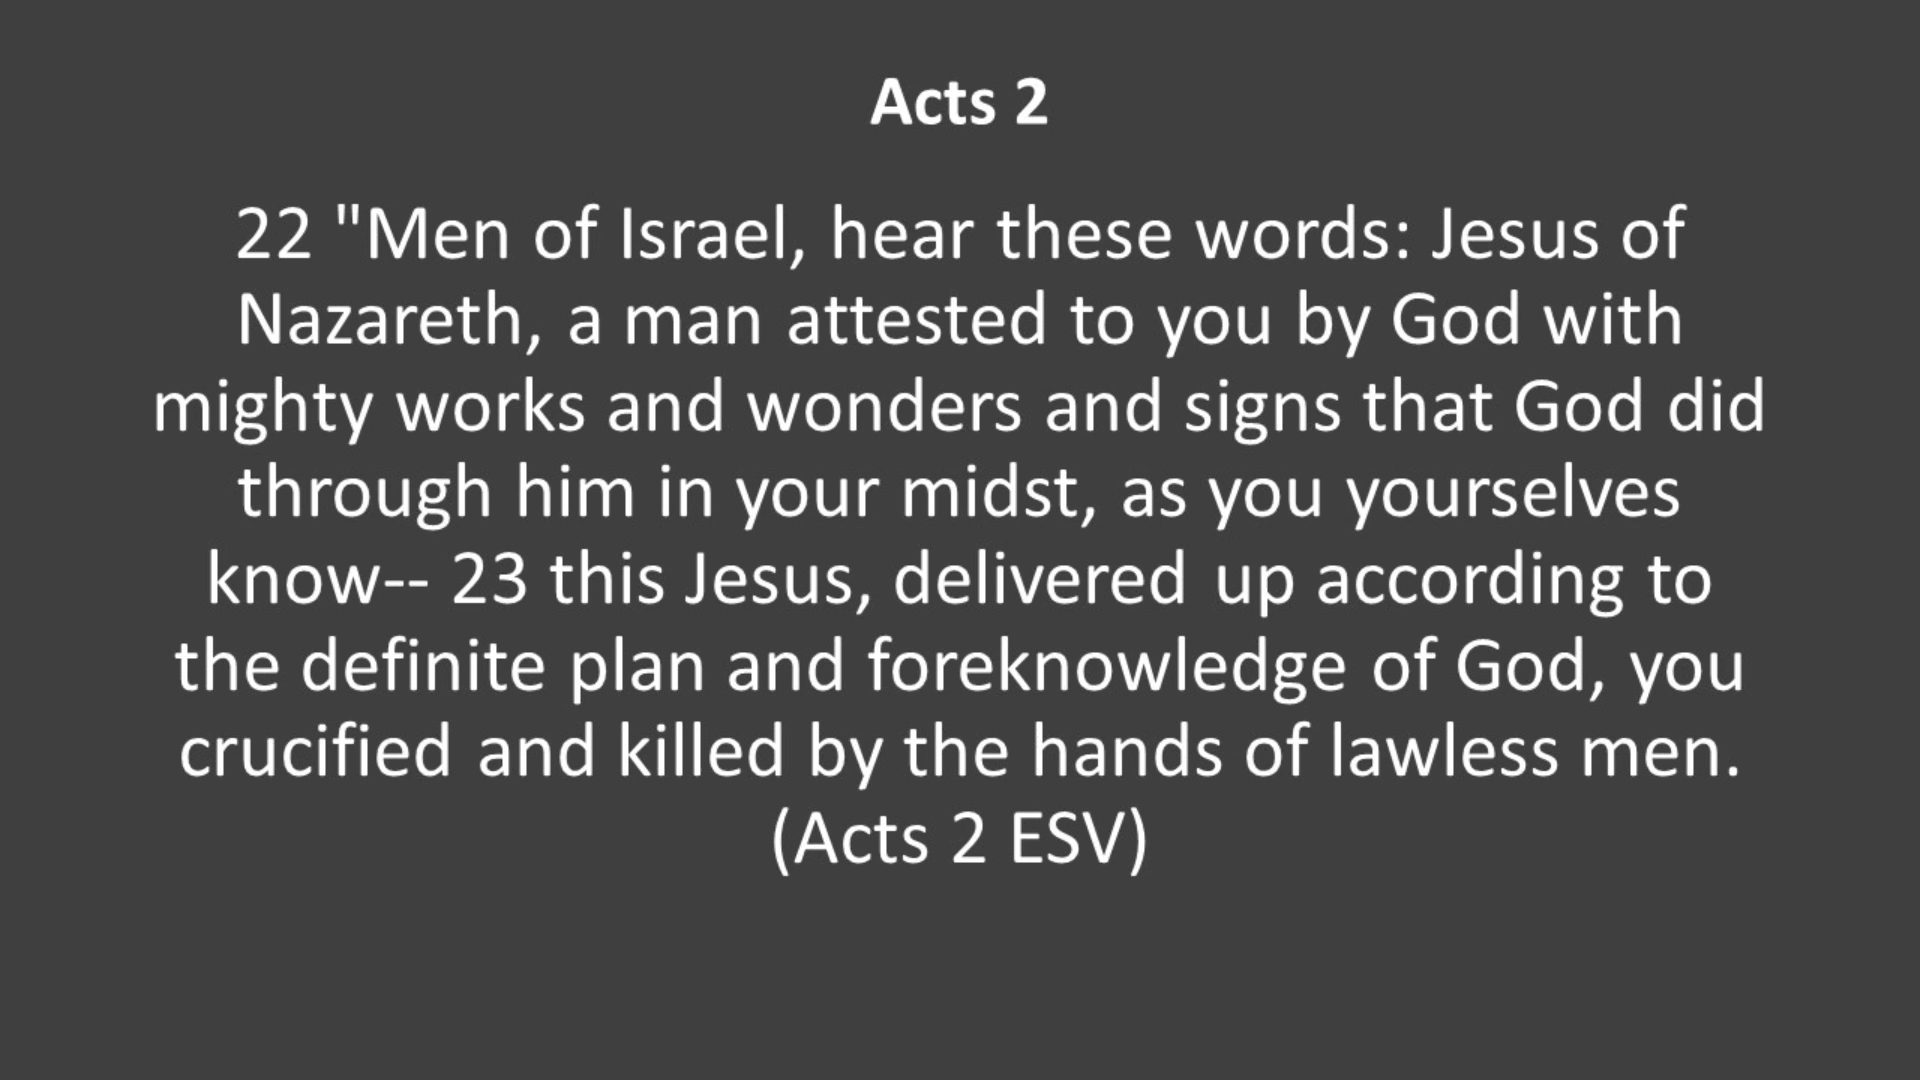 Acts 2
22 "Men of Israel, hear these words: Jesus of
Nazareth, a man attested to you by God with
mighty works and wonders and signs that God did
through him in your midst, as you yourselves
know-- 23 this Jesus, delivered up according to
the definite plan and foreknowledge of God, you
crucified and killed by the hands of lawless men.
(Acts 2 ESV)